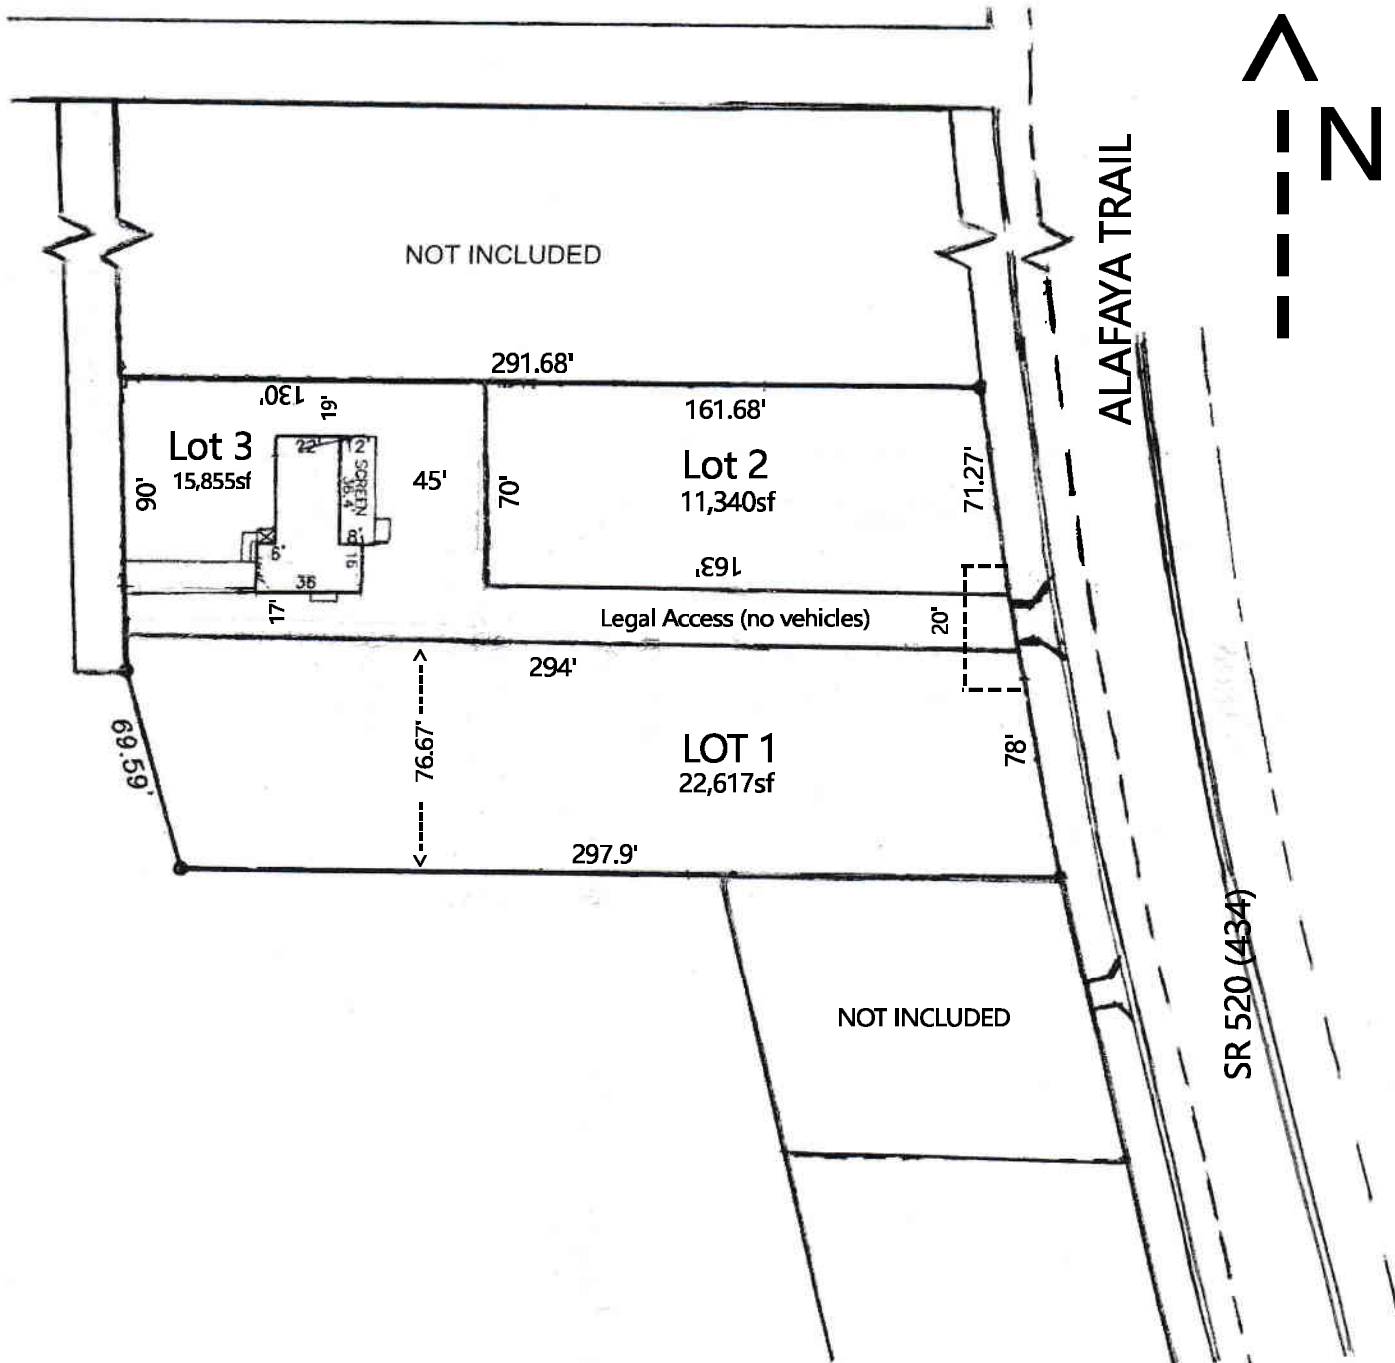 N
ALAFAYA TRAIL
NOT INCLUDED
291.68'
130'
19'
161.68'
22'
12'
Lot 3
15,855sf
90'
SCREEN
36.4'
45'
70'
Lot 2
11,340sf
71.27'
8'
6'
16
36
163'
17'
Legal Access (no vehicles)
20'
294'
69.59'
76.67'
LOT 1
22,617sf
78'
297.9'
SR 520 (434)
NOT INCLUDED